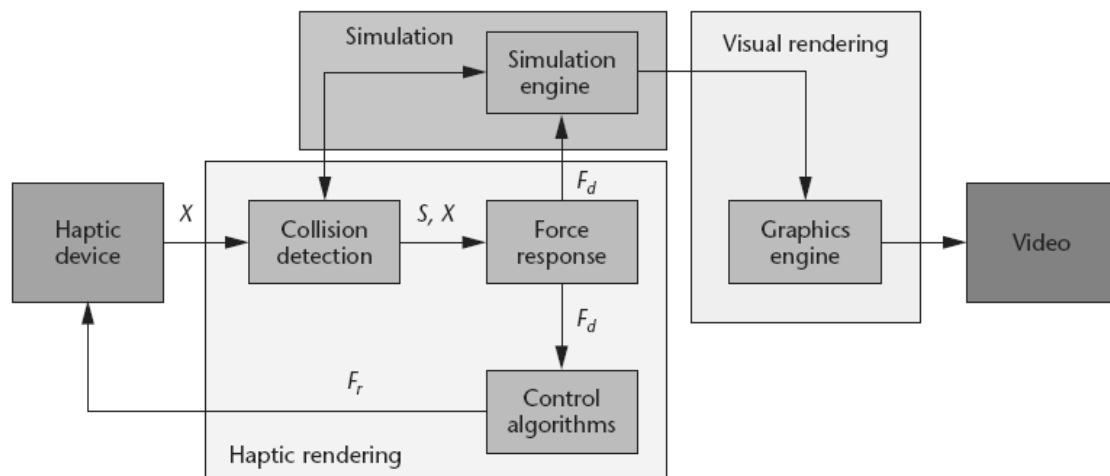 Simulation
Simulation
engine
Visual rendering
F_d
Haptic
device
X
Collision
detection
S, X
Force
response
Graphics
engine
Video
F_d
F_r
Control
algorithms
Haptic rendering